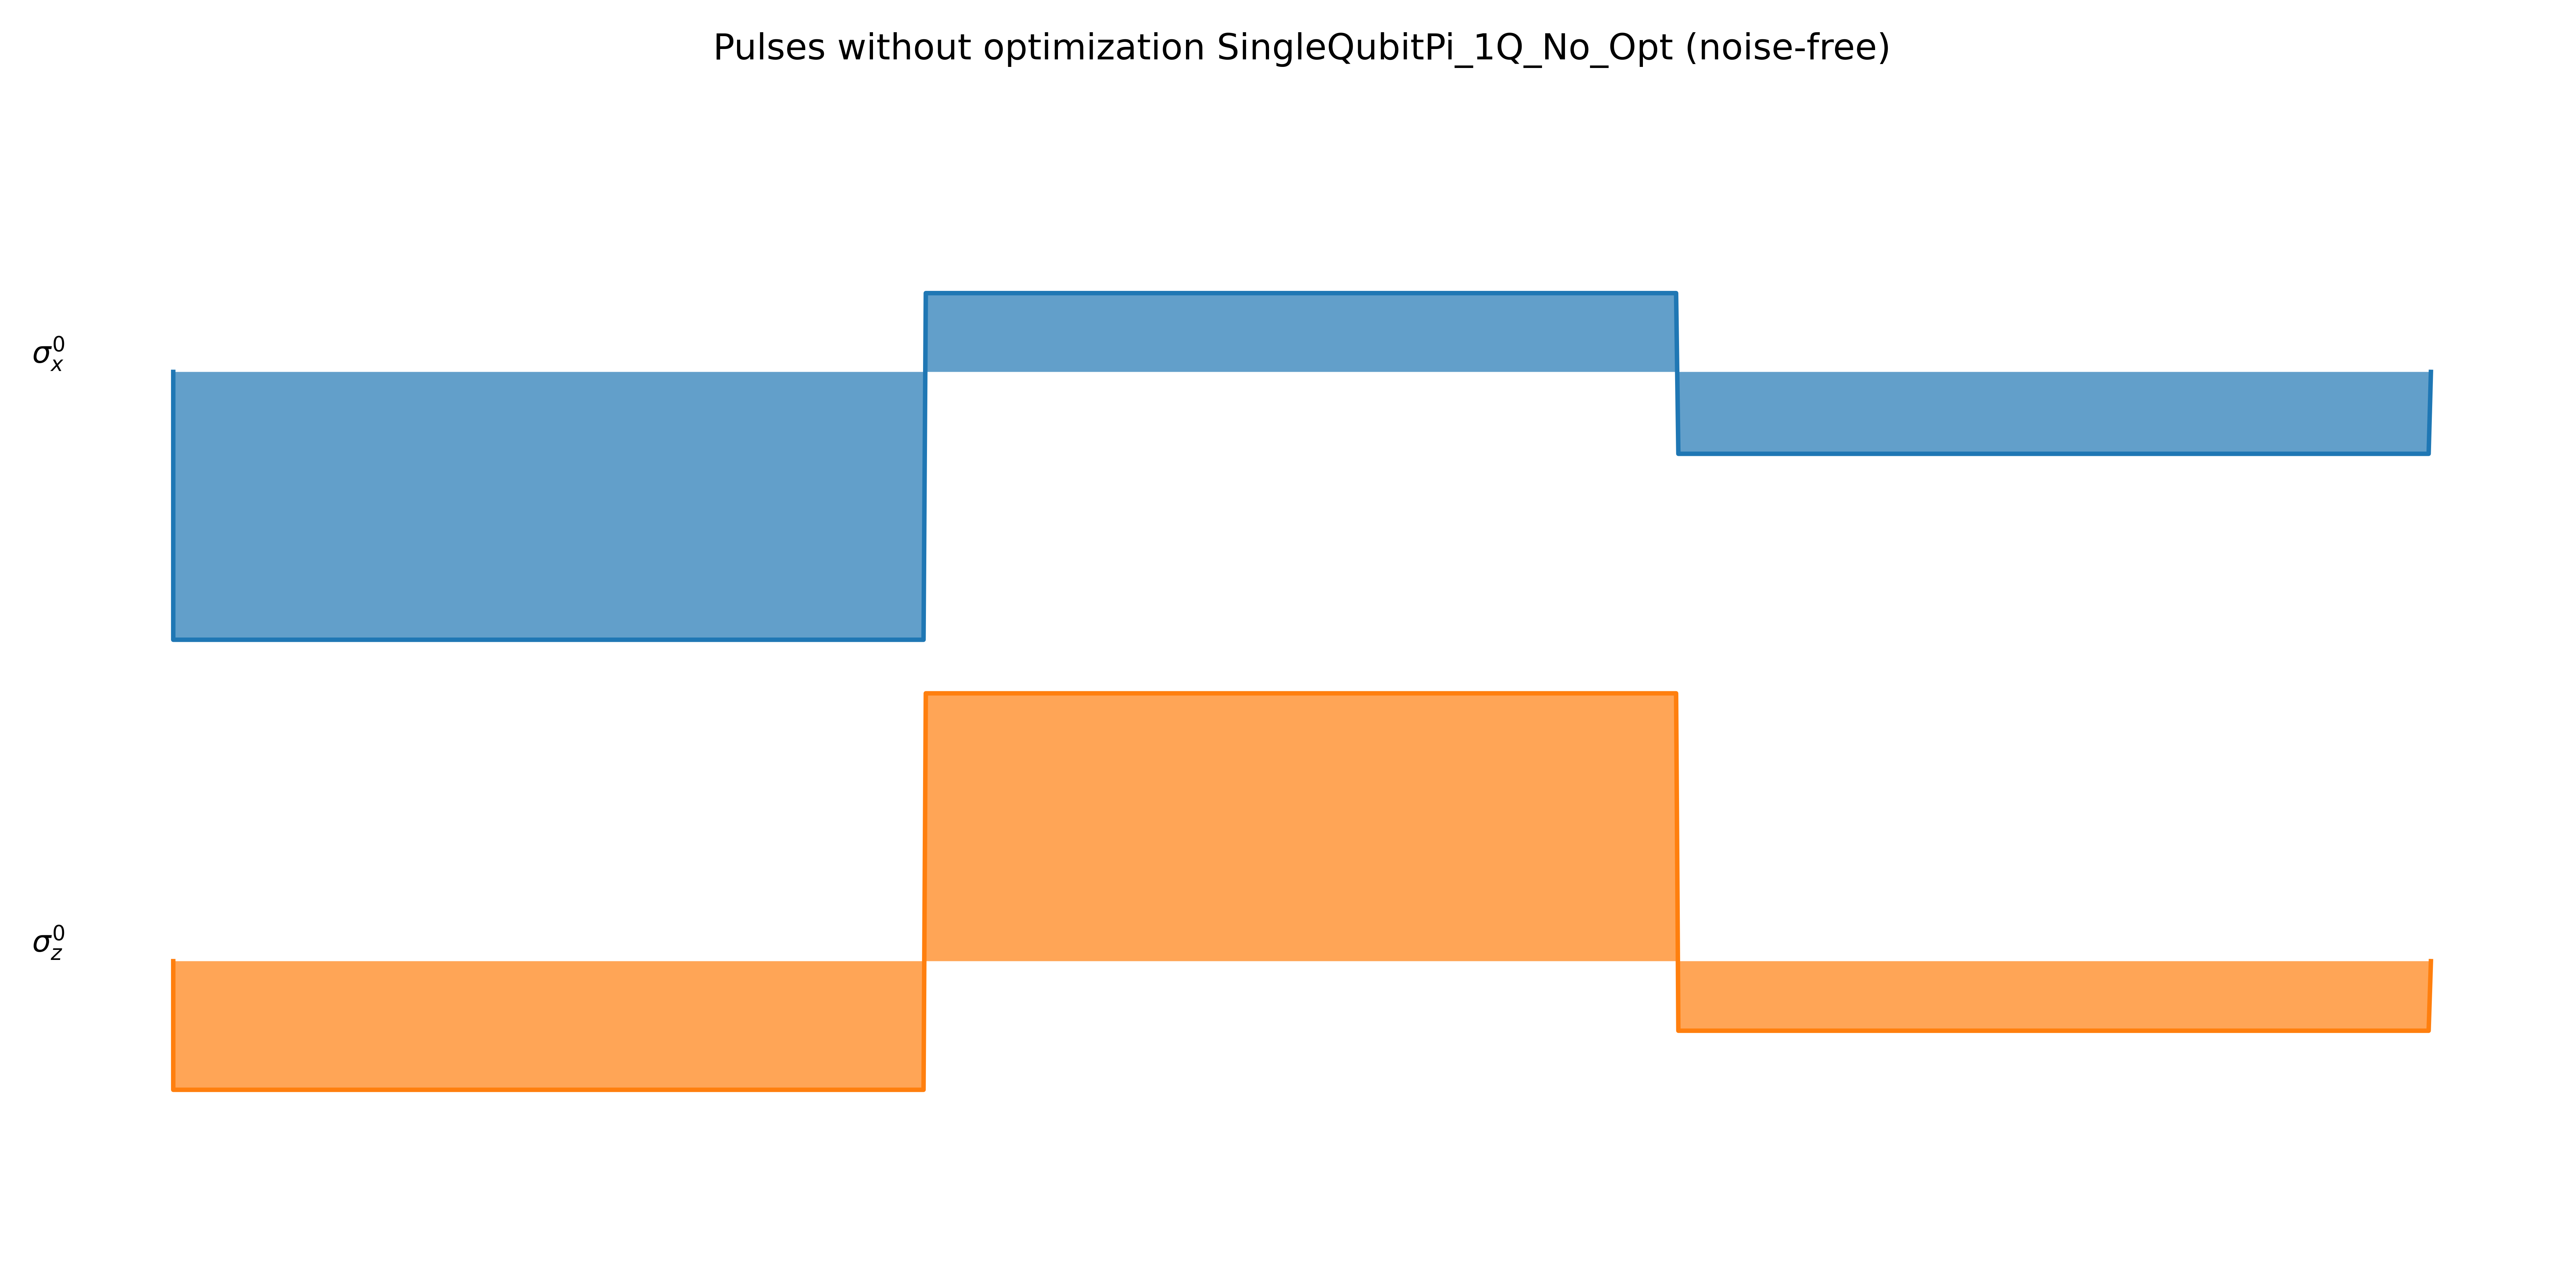 Pulses without optimization SingleQubitPi_1Q_No_Opt (noise-free)
σ_x^0
σ_z^0